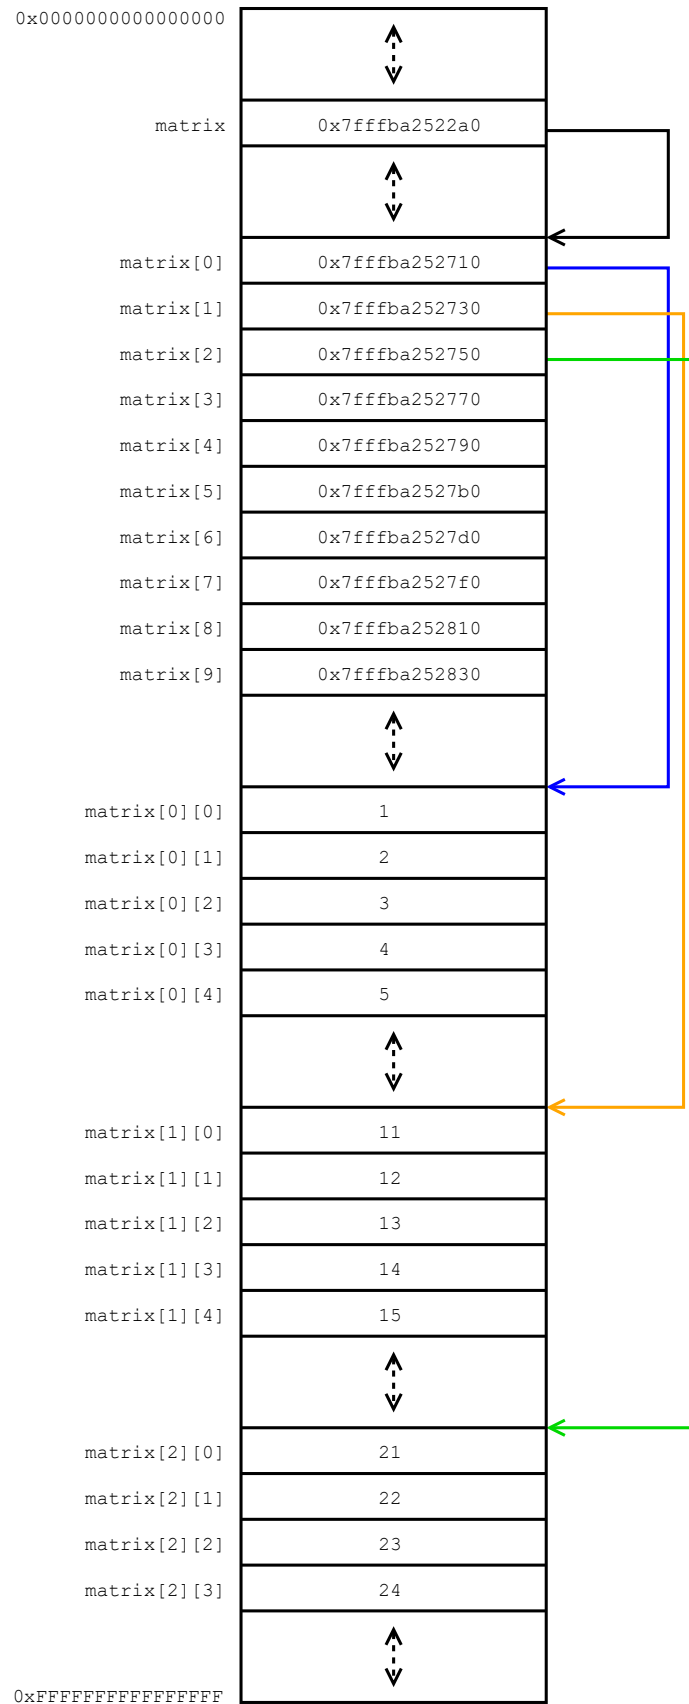 0x0000000000000000
matrix 0x7fffba2522a0
matrix[0] 0x7fffba252710
matrix[1] 0x7fffba252730
matrix[2] 0x7fffba252750
matrix[3] 0x7fffba252770
matrix[4] 0x7fffba252790
matrix[5] 0x7fffba2527b0
matrix[6] 0x7fffba2527d0
matrix[7] 0x7fffba2527f0
matrix[8] 0x7fffba252810
matrix[9] 0x7fffba252830
matrix[0][0] 1
matrix[0][1] 2
matrix[0][2] 3
matrix[0][3] 4
matrix[0][4] 5
matrix[1][0] 11
matrix[1][1] 12
matrix[1][2] 13
matrix[1][3] 14
matrix[1][4] 15
matrix[2][0] 21
matrix[2][1] 22
matrix[2][2] 23
matrix[2][3] 24
0xFFFFFFFFFFFFFFFF